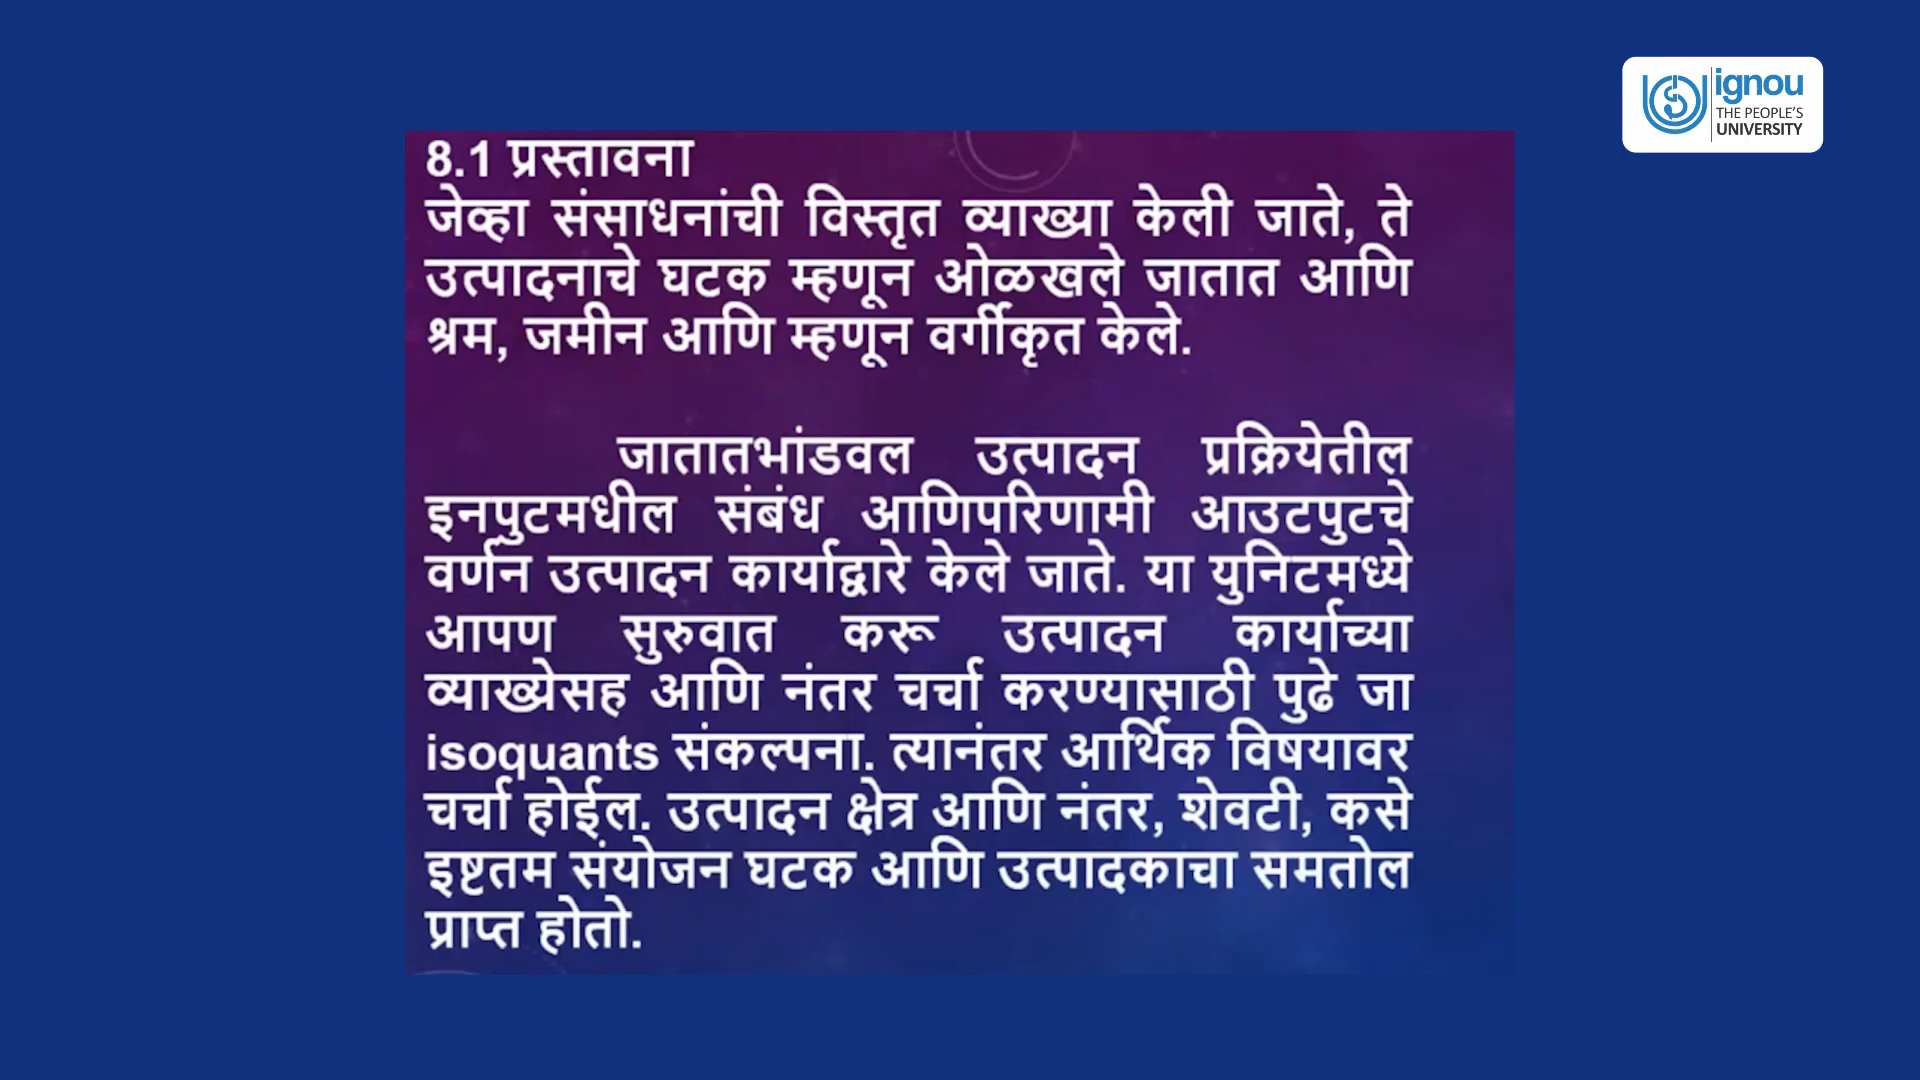 ignou
THE PEOPLE'S
UNIVERSITY
8.1 प्रस्तावना
जेव्हा संसाधनांची विस्तृत व्याख्या केली जाते, ते
उत्पादनाचे घटक म्हणून ओळखले जातात आणि
श्रम, जमीन आणि म्हणून वर्गीकृत केले.
जातातभांडवल उत्पादन प्रक्रियेतील
इनपुटमधील संबंध आणिपरिणामी आउटपुटचे
वर्णन उत्पादन कार्याद्वारे केले जाते. या युनिटमध्ये
आपण सुरुवात करू उत्पादन कार्याच्या
व्याख्येसह आणि नंतर चर्चा करण्यासाठी पुढे जा
isoquants संकल्पना. त्यानंतर आर्थिक विषयावर
चर्चा होईल. उत्पादन क्षेत्र आणि नंतर, शेवटी, कसे
इष्टतम संयोजन घटक आणि उत्पादकाचा समतोल
प्राप्त होतो.